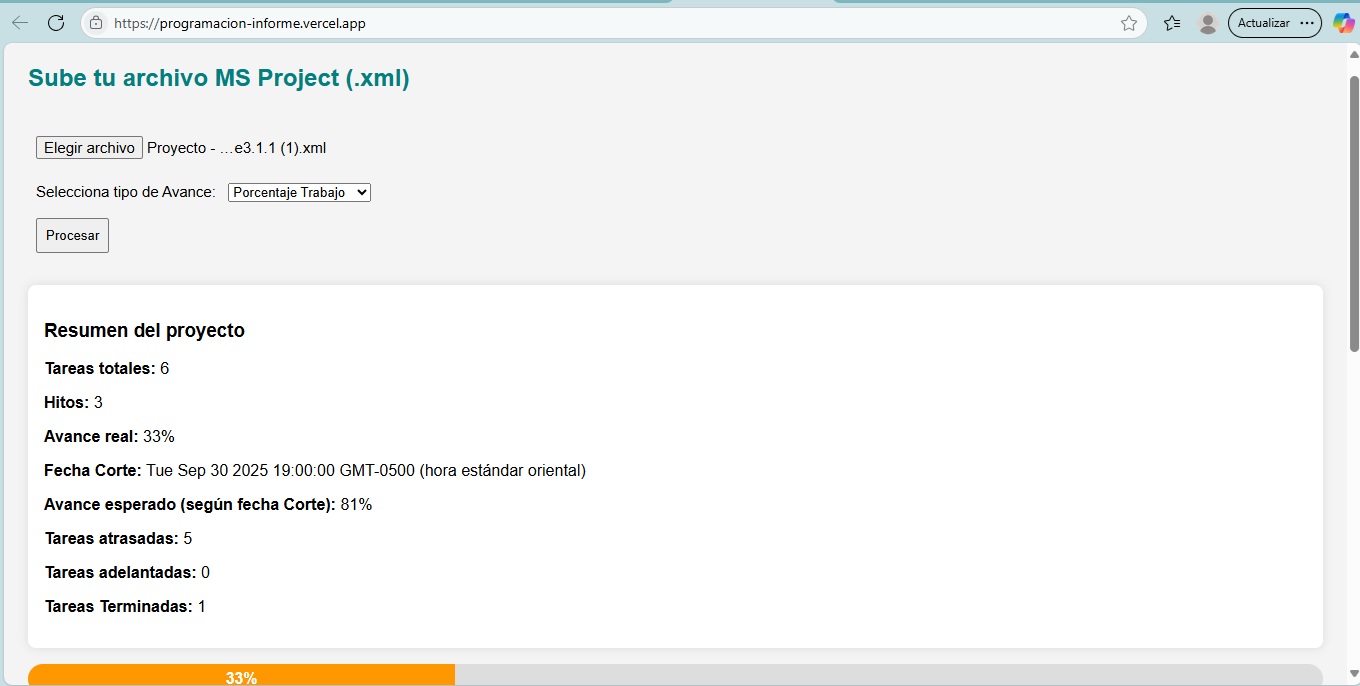 https://programacion-informe.vercel.app
Actualizar
Sube tu archivo MS Project (.xml)
Elegir archivo Proyecto - ...e3.1.1 (1).xml
Selecciona tipo de Avance: Porcentaje Trabajo
Procesar
Resumen del proyecto
Tareas totales: 6
Hitos: 3
Avance real: 33%
Fecha Corte: Tue Sep 30 2025 19:00:00 GMT-0500 (hora estándar oriental)
Avance esperado (según fecha Corte): 81%
Tareas atrasadas: 5
Tareas adelantadas: 0
Tareas Terminadas: 1
33%